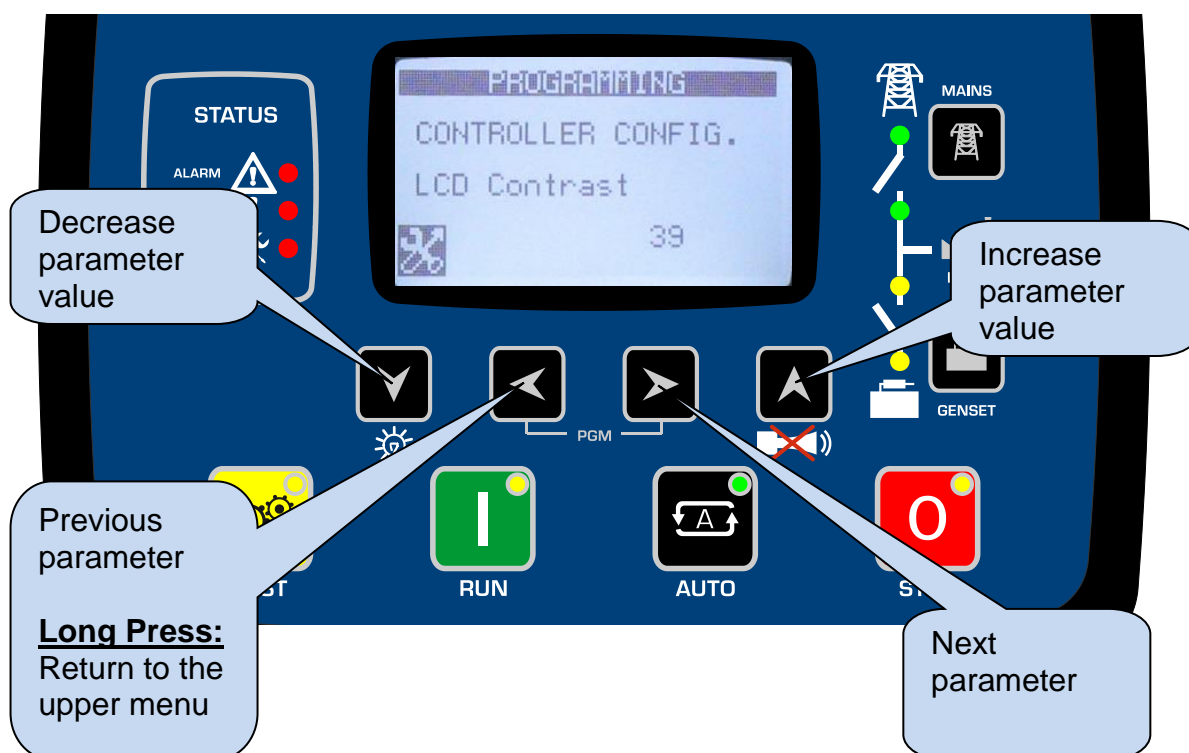 PROGRAMMING
CONTROLLER CONFIG.
LCD Contrast
39
STATUS
ALARM
MAINS
Decrease
parameter
value
Increase
parameter
value
PGM
GENSET
A
RUN
AUTO
O
Previous
parameter
Long Press:
Return to the
upper menu
Next
parameter